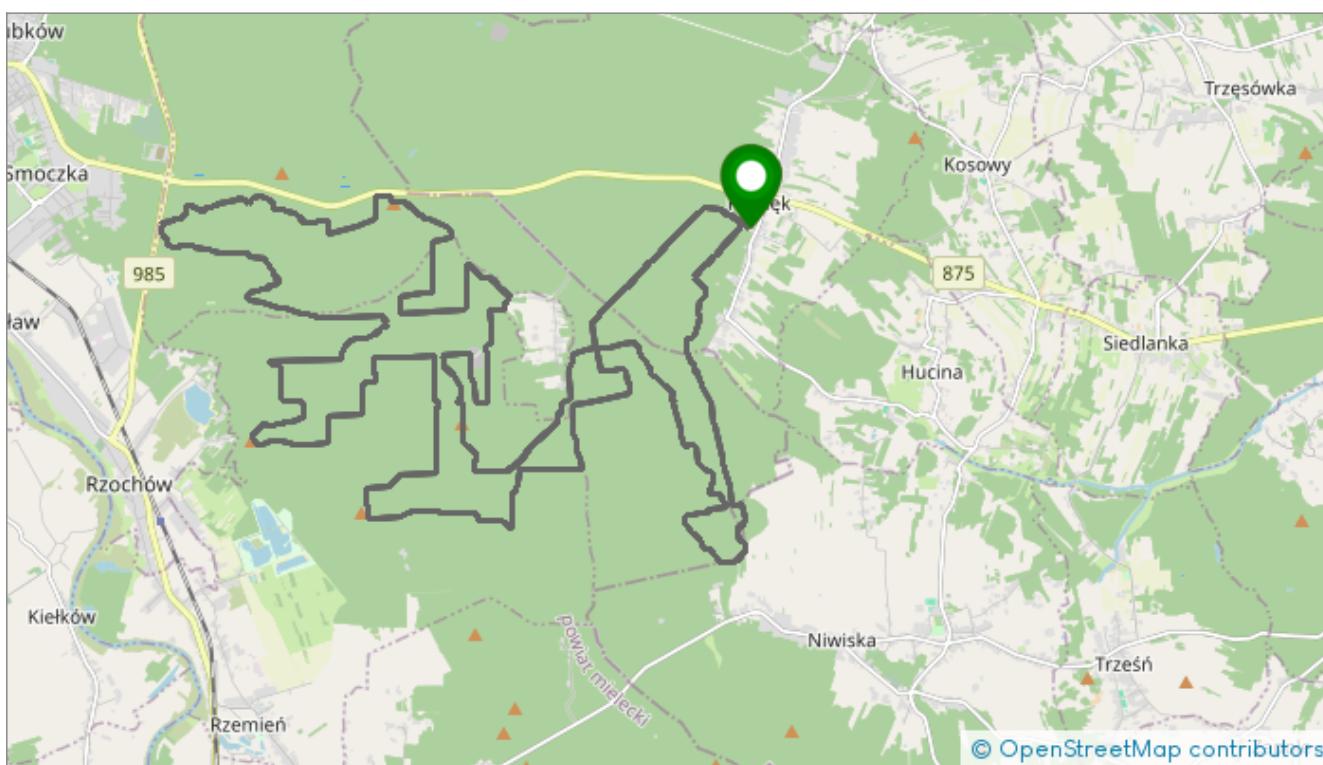 Trzęsówka
Smoczka
Kosowy
985
875
Siedlanka
Hucina
Rzochów
Kiełków
powiat mielecki
Niwiska
Trześń
Rzemień
© OpenStreetMap contributors